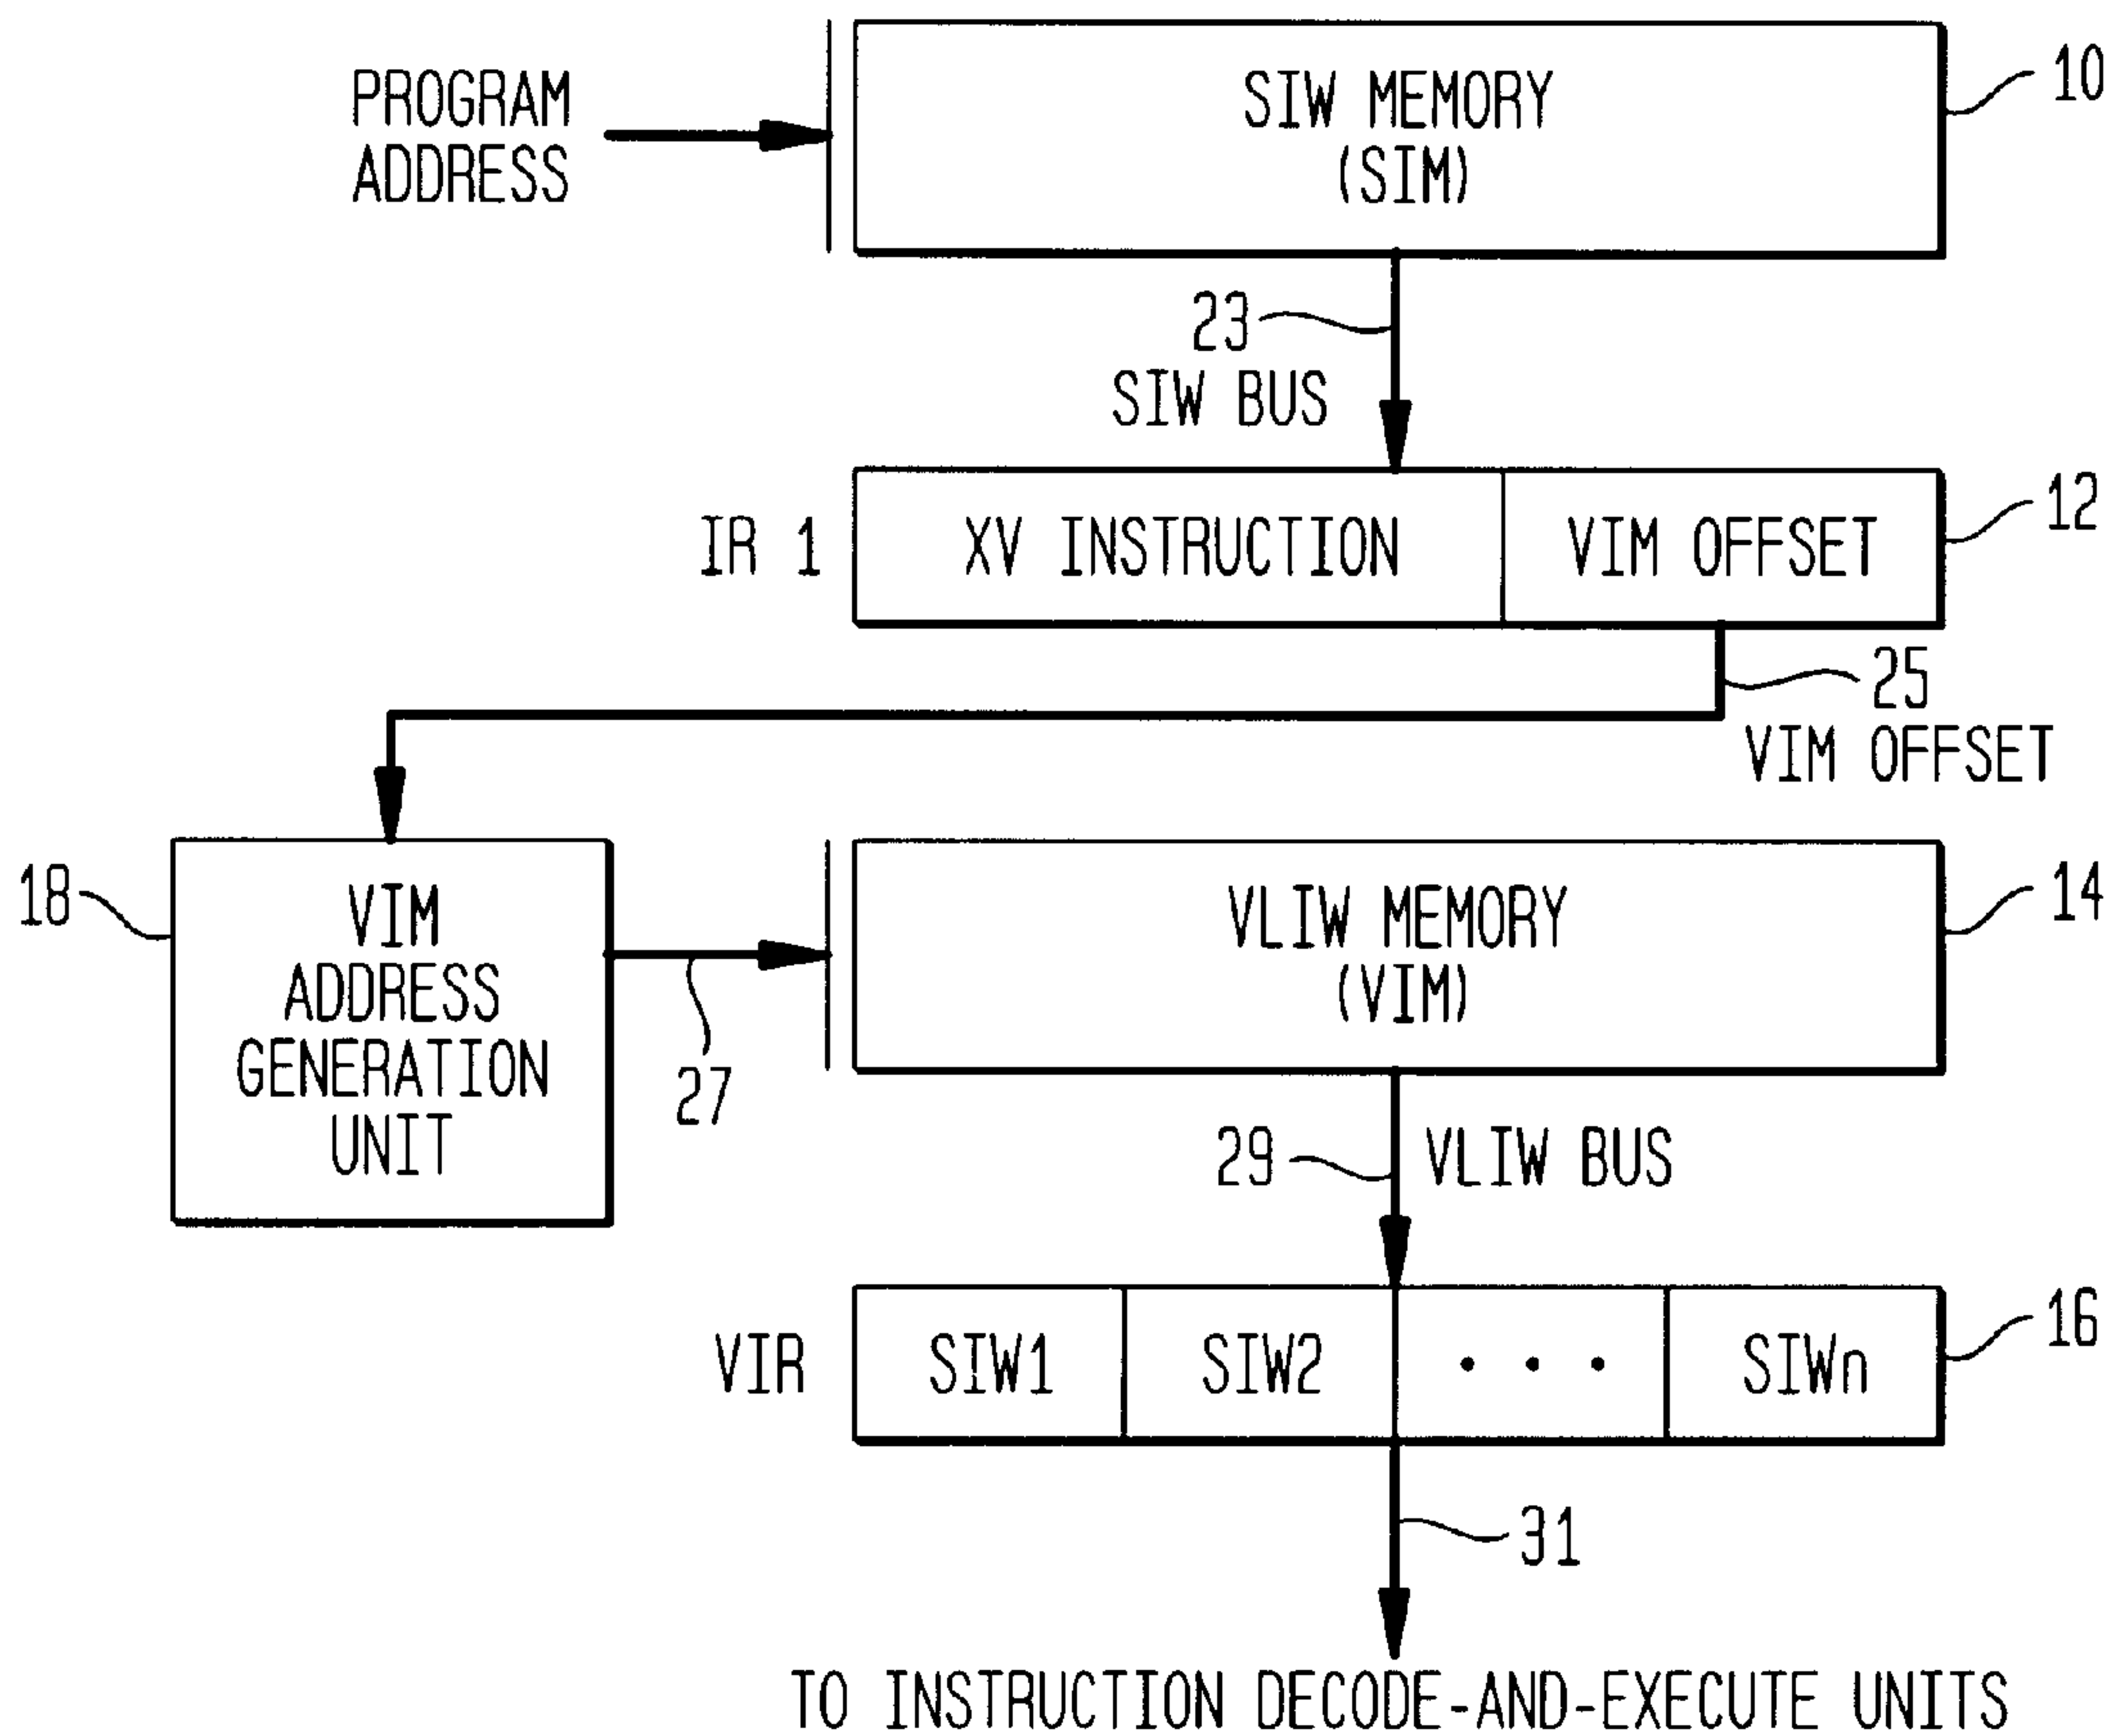 PROGRAM
ADDRESS
SIW MEMORY
(SIM)
10
23
SIW BUS
IR 1
XV INSTRUCTION
VIM OFFSET
12
25
VIM OFFSET
18
VIM
ADDRESS
GENERATION
UNIT
27
VLIW MEMORY
(VIM)
14
29
VLIW BUS
VIR
SIW1
SIW2
• • •
SIWn
16
31
TO INSTRUCTION DECODE-AND-EXECUTE UNITS